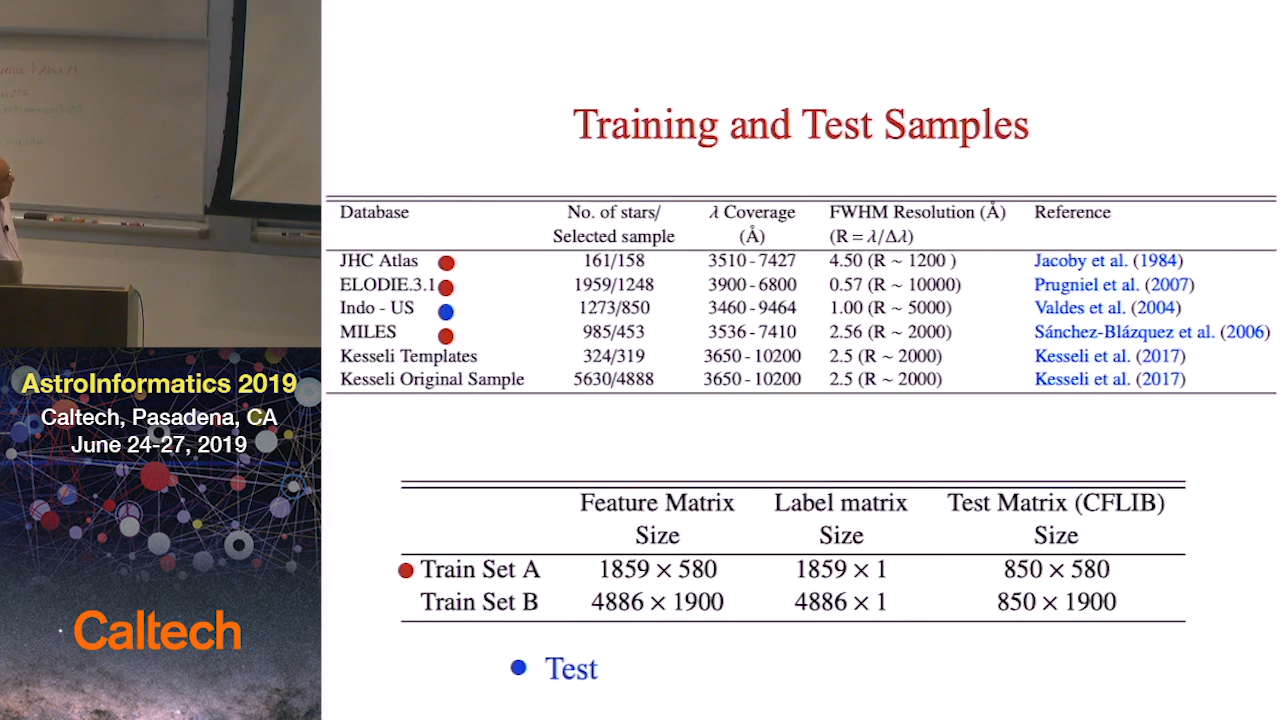 Training and Test Samples
Database No. of stars/ λ Coverage FWHM Resolution (Å) Reference
Selected sample (Å) (R = λ/Δλ)
JHC Atlas 161/158 3510 - 7427 4.50 (R ~ 1200 ) Jacoby et al. (1984)
ELODIE.3.1 1959/1248 3900 - 6800 0.57 (R ~ 10000) Prugniel et al. (2007)
Indo - US 1273/850 3460 - 9464 1.00 (R ~ 5000) Valdes et al. (2004)
MILES 985/453 3536 - 7410 2.56 (R ~ 2000) Sánchez-Blázquez et al. (2006)
Kesseli Templates 324/319 3650 - 10200 2.5 (R ~ 2000) Kesseli et al. (2017)
Kesseli Original Sample 5630/4888 3650 - 10200 2.5 (R ~ 2000) Kesseli et al. (2017)
Feature Matrix Label matrix Test Matrix (CFLIB)
Size Size Size
Train Set A 1859 × 580 1859 × 1 850 × 580
Train Set B 4886 × 1900 4886 × 1 850 × 1900
Test
AstroInformatics 2019
Caltech, Pasadena, CA
June 24-27, 2019
Caltech